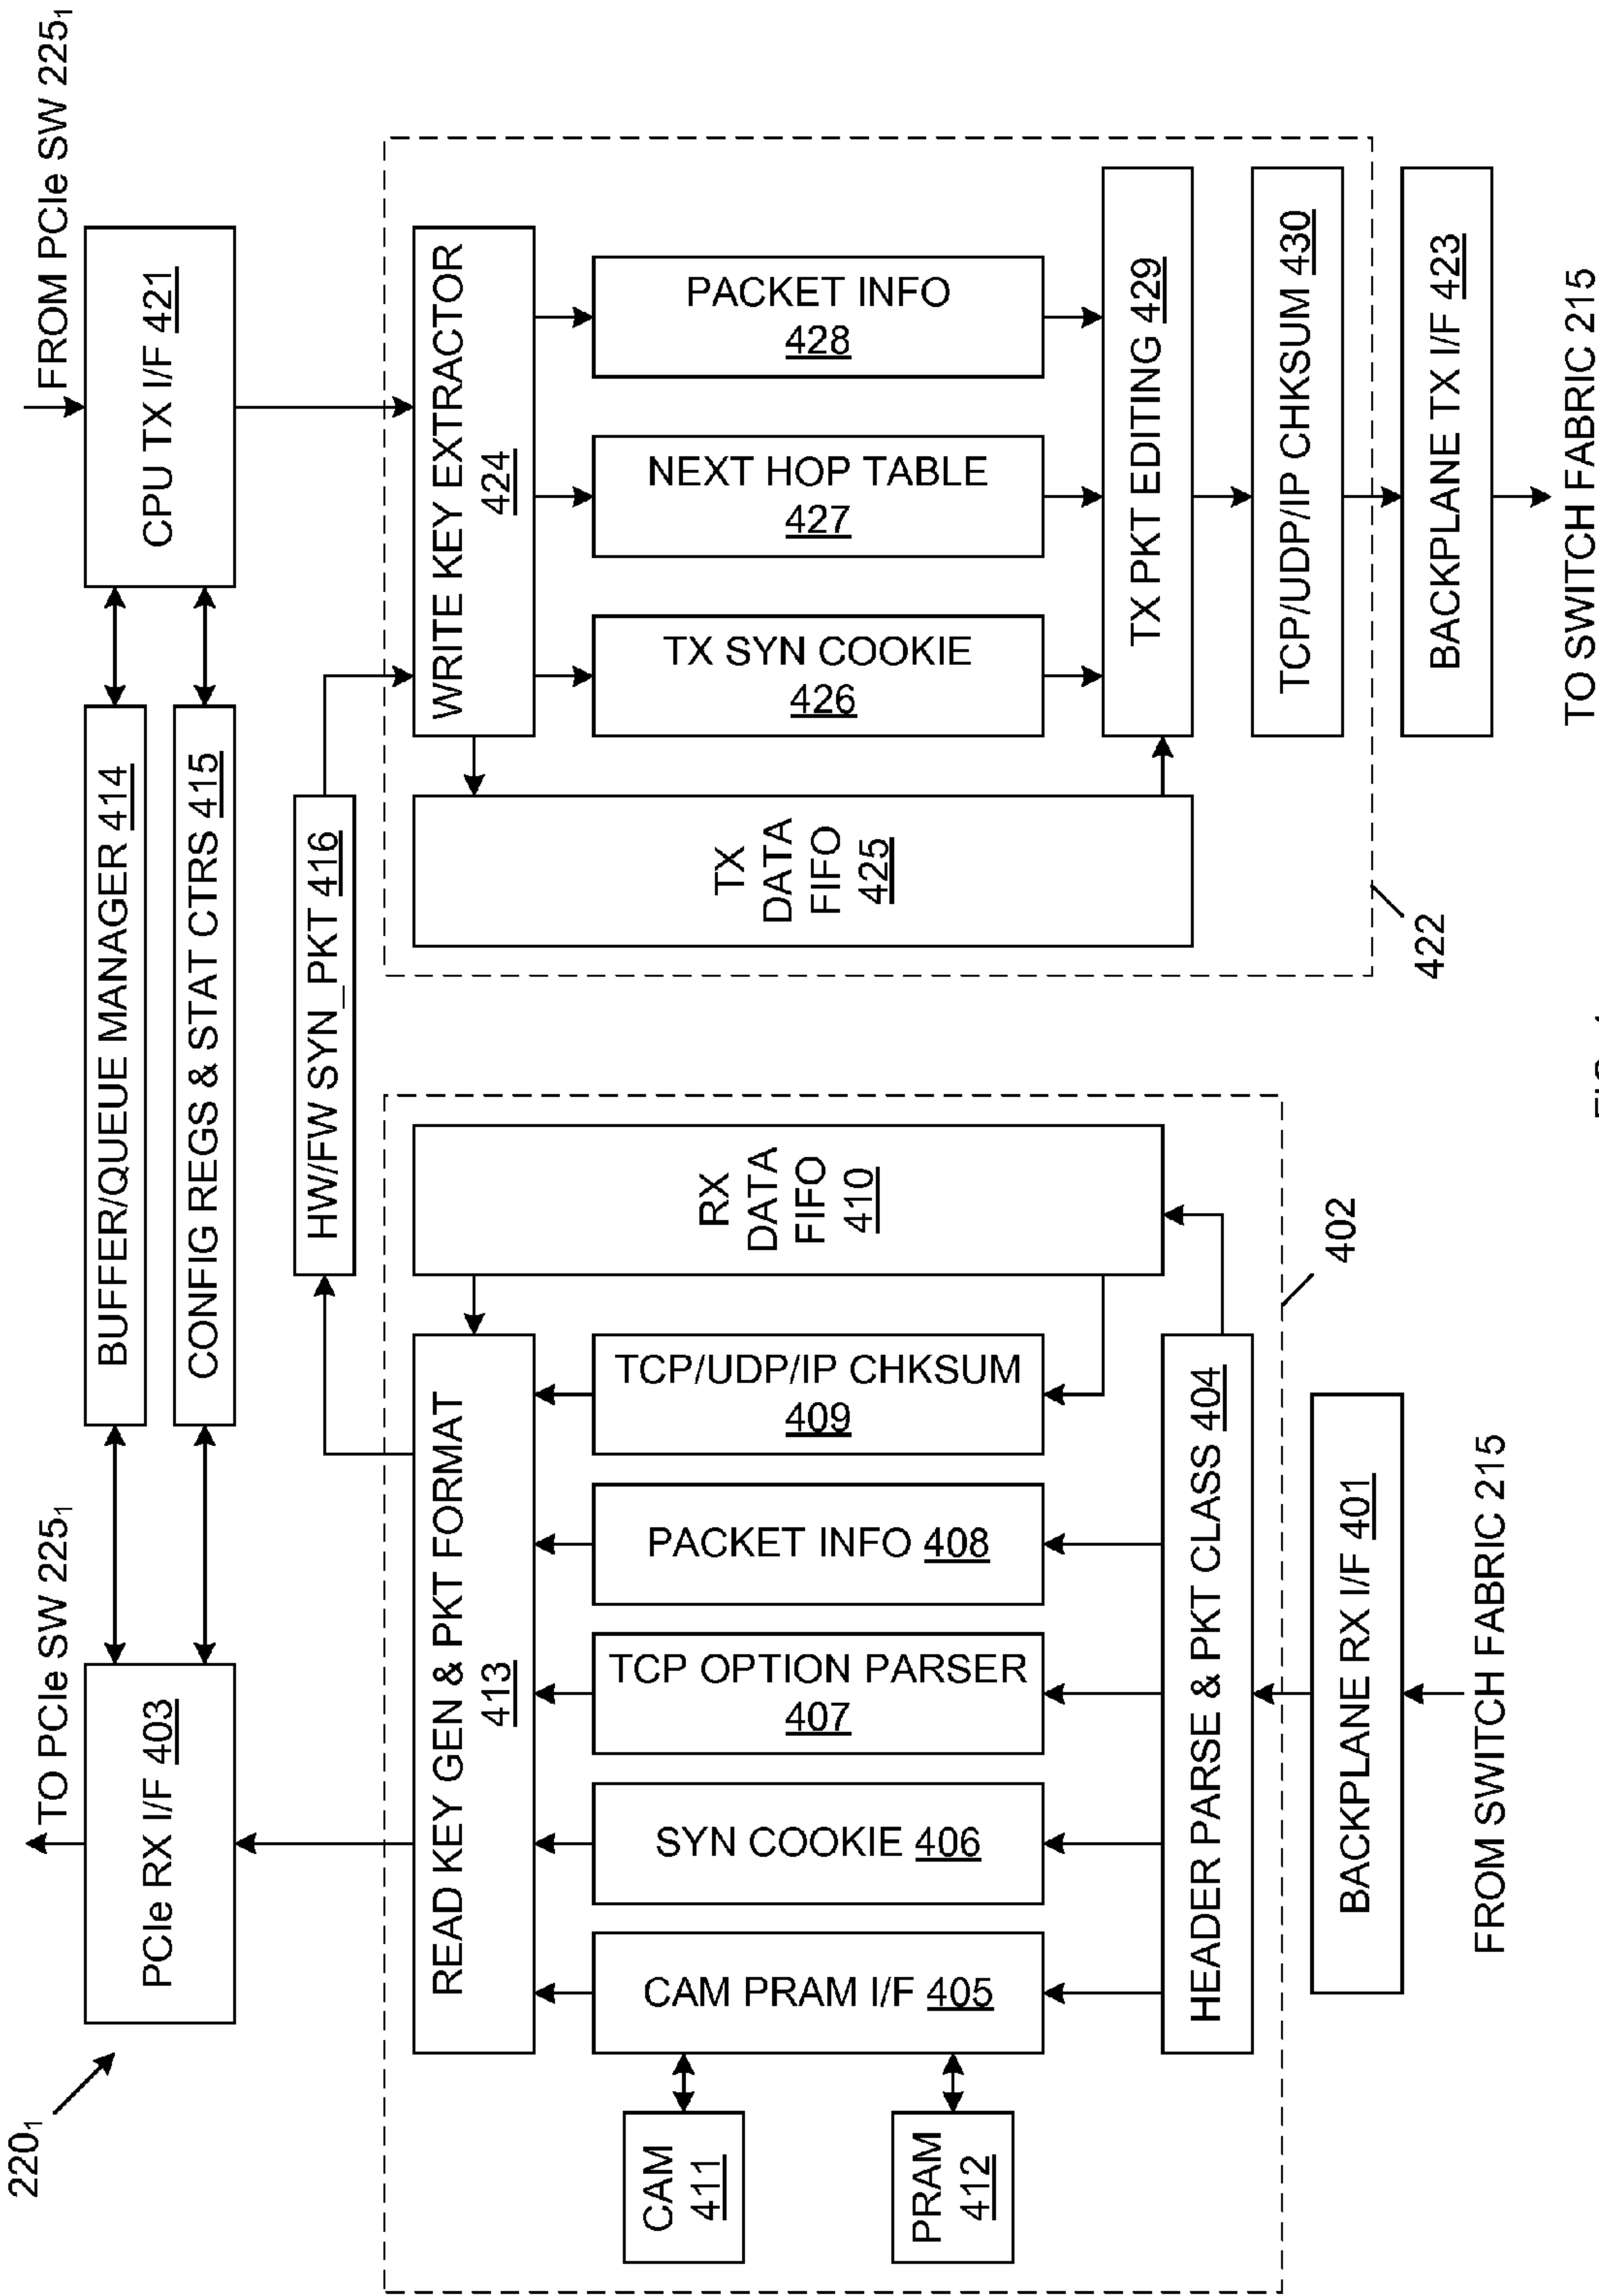 220₁
TO PCIe SW 225₁
FROM PCIe SW 225₁
PCIe RX I/F 403
BUFFER/QUEUE MANAGER 414
CONFIG REGS & STAT CTRS 415
CPU TX I/F 421
HW/FW SYN_PKT 416
READ KEY GEN & PKT FORMAT
413
CAM
411
PRAM
412
CAM PRAM I/F 405
SYN COOKIE 406
TCP OPTION PARSER
407
PACKET INFO 408
TCP/UDP/IP CHKSUM
409
RX
DATA
FIFO
410
HEADER PARSE & PKT CLASS 404
402
BACKPLANE RX I/F 401
FROM SWITCH FABRIC 215
WRITE KEY EXTRACTOR
424
TX
DATA
FIFO
425
TX SYN COOKIE
426
NEXT HOP TABLE
427
PACKET INFO
428
TX PKT EDITING 429
TCP/UDP/IP CHKSUM 430
422
BACKPLANE TX I/F 423
TO SWITCH FABRIC 215